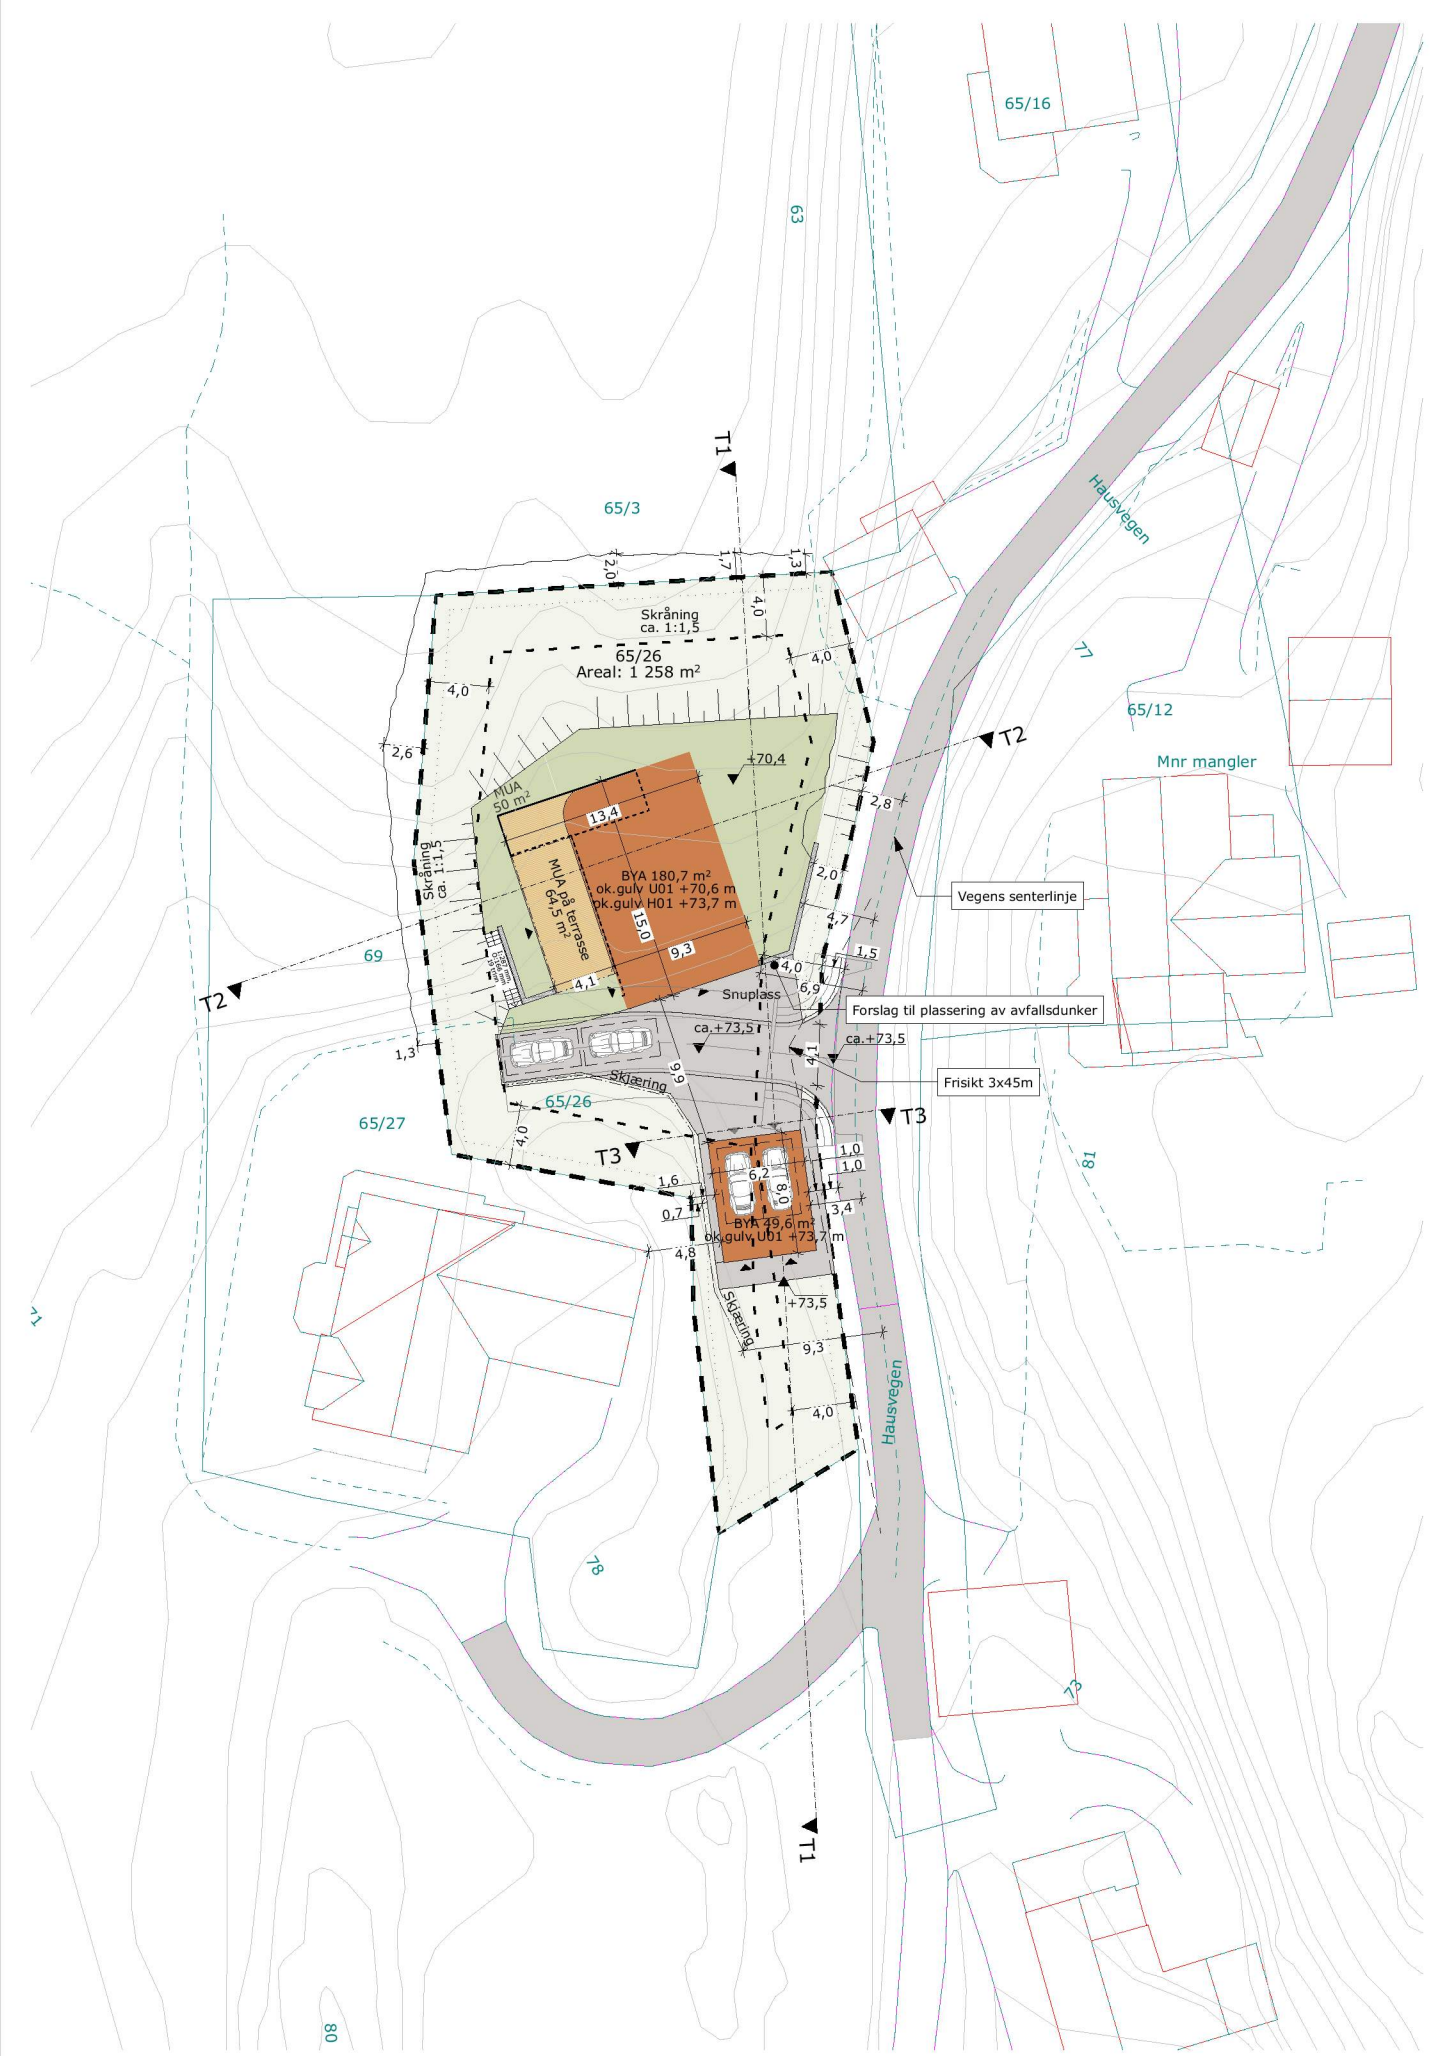 65/16
63
T1
Hausvegen
65/3
2,0
1,7
1,3
4,0
Skråning
ca. 1:1,5
65/26
Areal: 1 258 m²
4,0
4,0
77
65/12
T2
Mnr mangler
2,6
+70,4
MUA
50 m²
13,4
2,8
Skråning
ca. 1:1,5
MUA på terrasse
64,5 m²
BYA 180,7 m²
ok.gulv U01 +70,6 m
ok.gulv H01 +73,7 m
2,0
Vegens senterlinje
15,0
4,7
9,3
69
4,1
4,0
1,5
6,9
T2
Snuplass
Forslag til plassering av avfallsdunker
ca.+73,5
ca.+73,5
4,1
1,3
9,9
Skjæring
Frisikt 3x45m
65/26
65/27
T3
4,0
T3
81
1,0
1,0
1,6
6,2
8,0
0,7
3,4
BYA 49,6 m²
ok.gulv U01 +73,7 m
4,8
+73,5
71
Skjæring
9,3
Hausvegen
4,0
78
73
T1
80